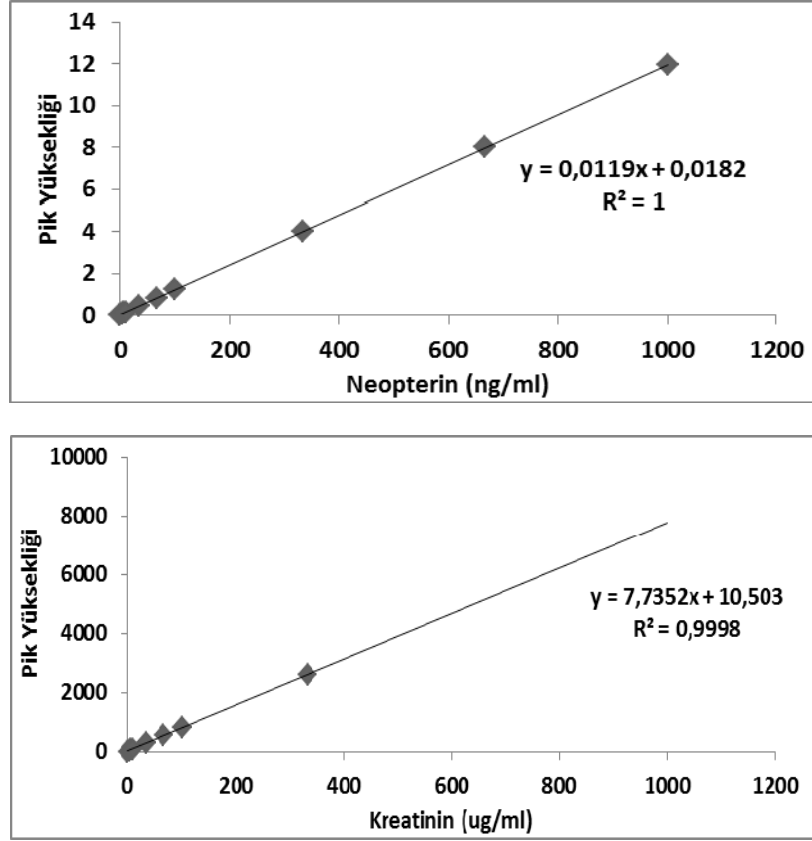 14
12
10
8
6
4
2
0
Pik Yüksekliği
y = 0,0119x + 0,0182
R² = 1
0 200 400 600 800 1000 1200
Neopterin (ng/ml)
10000
8000
6000
4000
2000
0
Pik Yüksekliği
y = 7,7352x + 10,503
R² = 0,9998
0 200 400 600 800 1000 1200
Kreatinin (ug/ml)